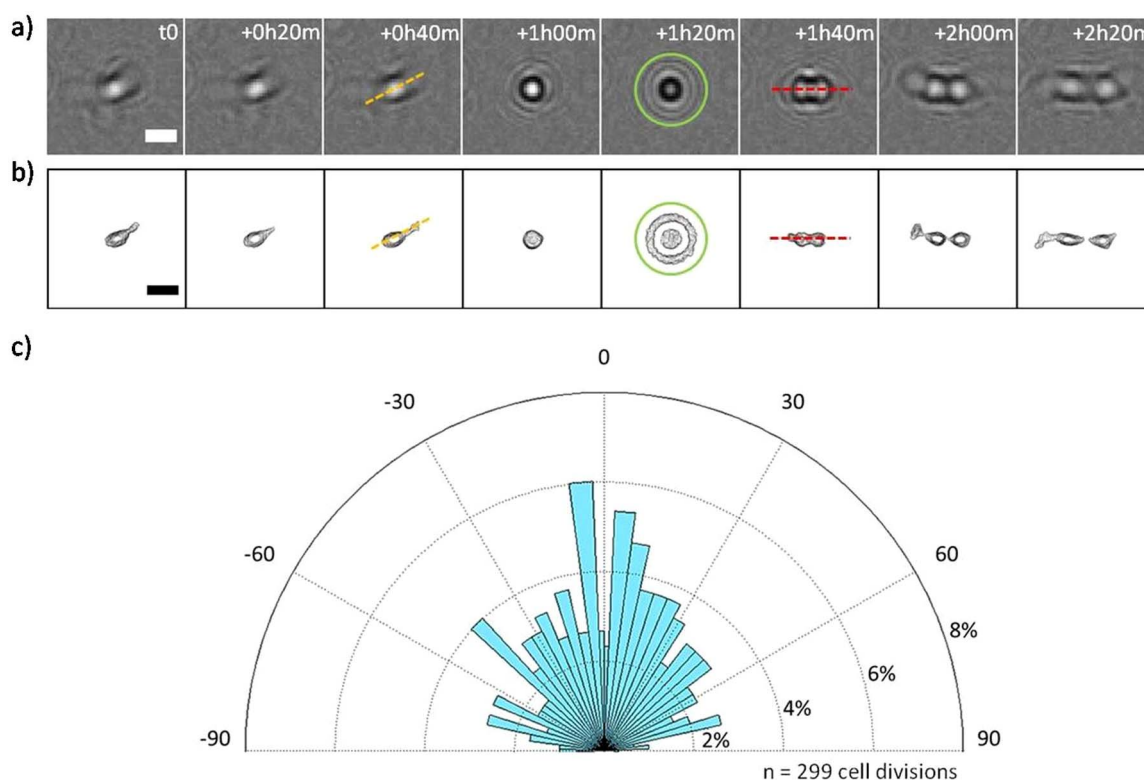 a)
t0 +0h20m +0h40m +1h00m +1h20m +1h40m +2h00m +2h20m
b)
c)
0
-30 30
-60 60
8%
6%
4%
-90 2% 90
n = 299 cell divisions